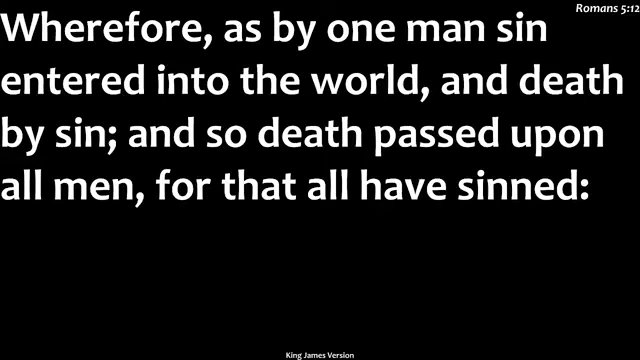 Romans 5:12
Wherefore, as by one man sin
entered into the world, and death
by sin; and so death passed upon
all men, for that all have sinned:
King James Version